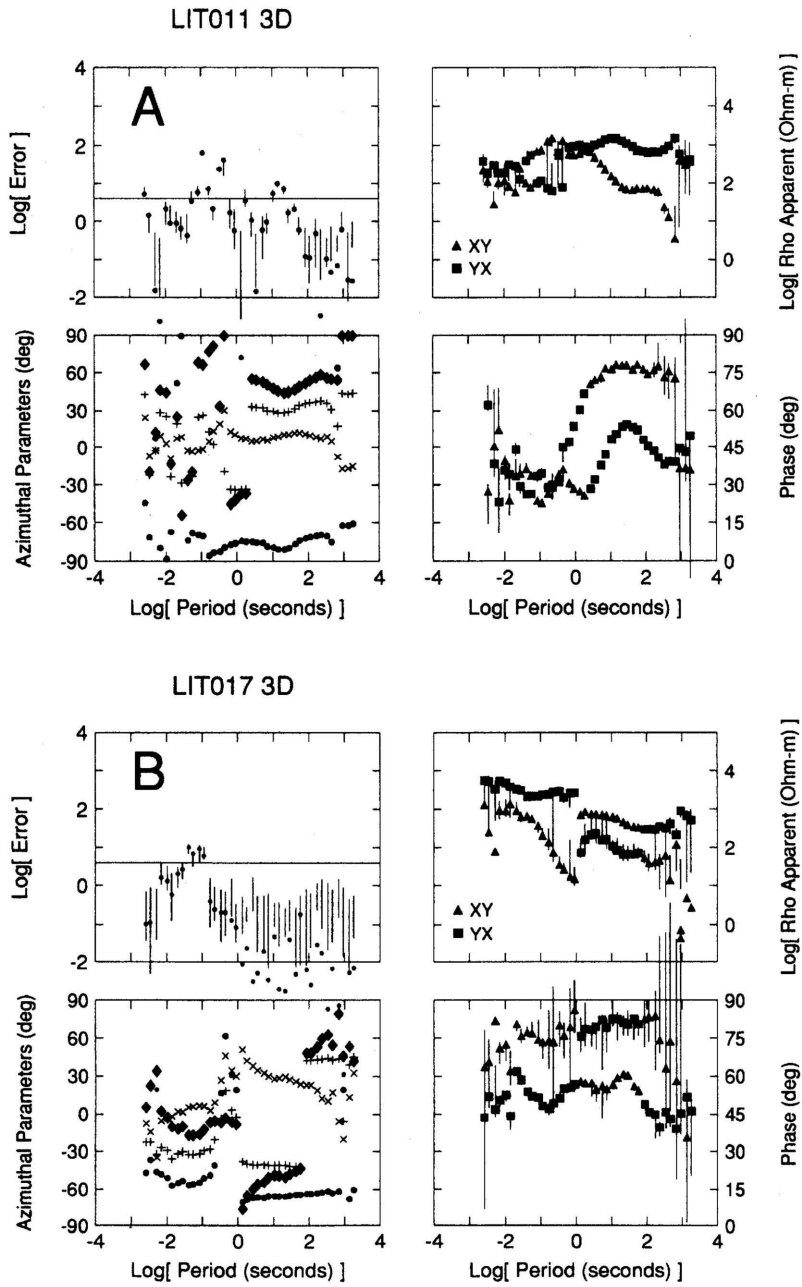 LIT011 3D
A
4
2
0
-2
Log[ Error ]
4
2
0
Log[ Rho Apparent (Ohm-m) ]
▲ XY
■ YX
90
60
30
0
-30
-60
-90
Azimuthal Parameters (deg)
-4 -2 0 2 4
Log[ Period (seconds) ]
90
75
60
45
30
15
0
Phase (deg)
-4 -2 0 2 4
Log[ Period (seconds) ]
LIT017 3D
B
4
2
0
-2
Log[ Error ]
4
2
0
Log[ Rho Apparent (Ohm-m) ]
▲ XY
■ YX
90
60
30
0
-30
-60
-90
Azimuthal Parameters (deg)
-4 -2 0 2 4
Log[ Period (seconds) ]
90
75
60
45
30
15
0
Phase (deg)
-4 -2 0 2 4
Log[ Period (seconds) ]